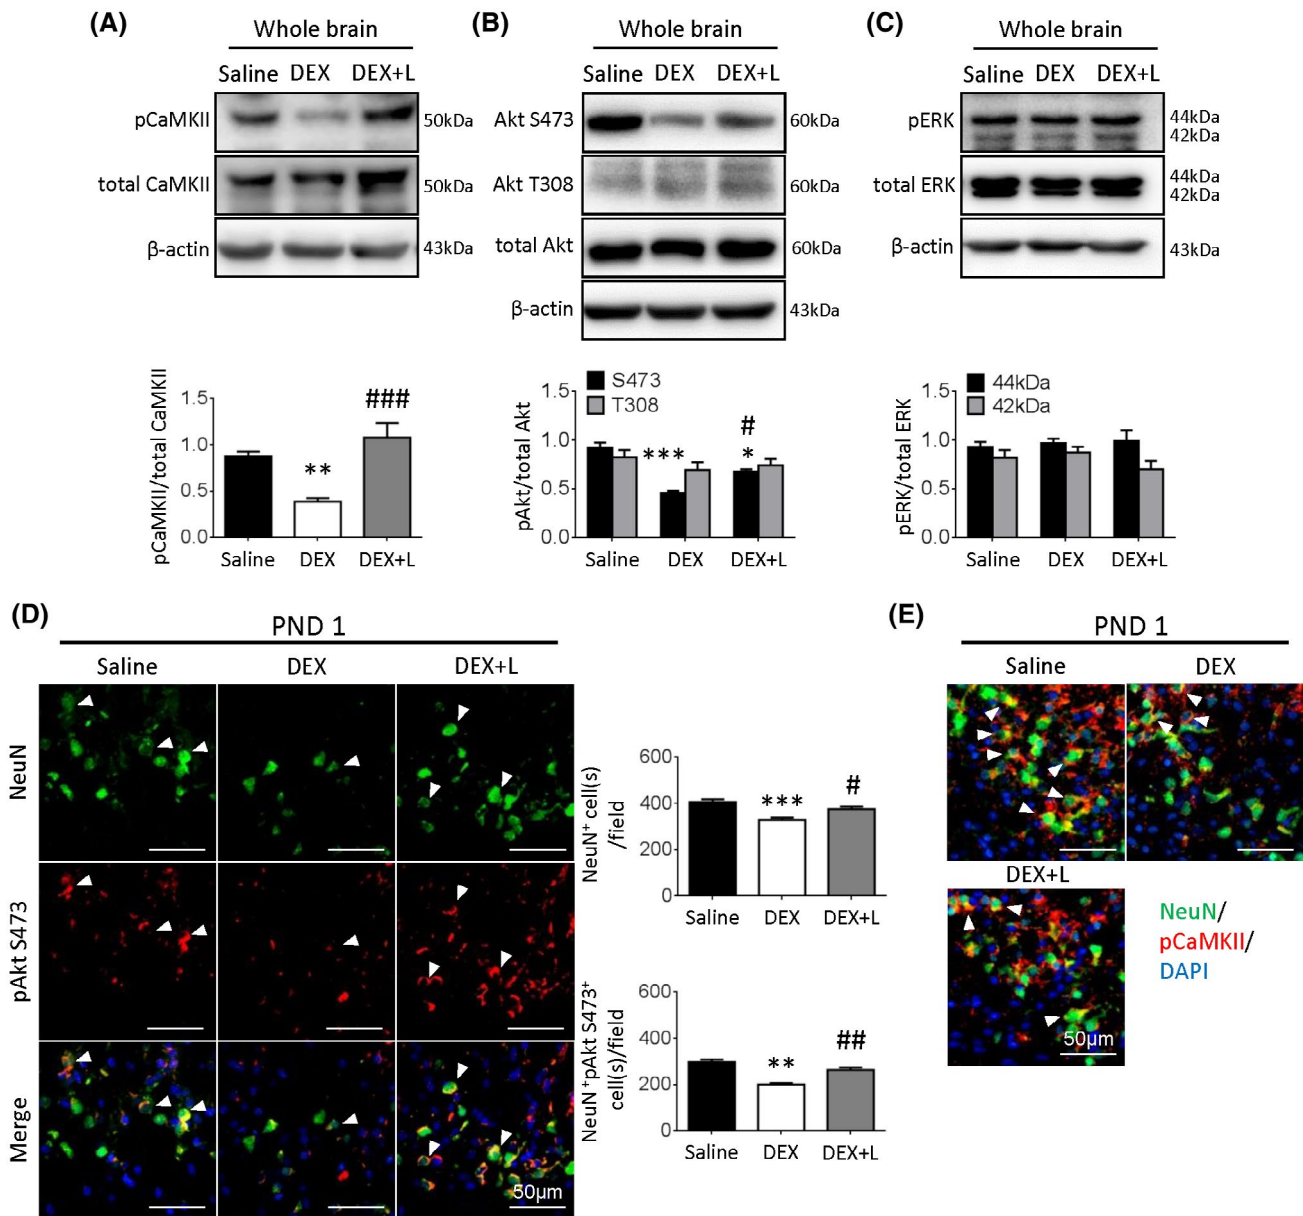 (A)
Whole brain
Saline DEX DEX+L
pCaMKII 50kDa
total CaMKII 50kDa
β-actin 43kDa
pCaMKII/total CaMKII
1.5
1.0
0.5
0.0
**
###
Saline DEX DEX+L
(B)
Whole brain
Saline DEX DEX+L
Akt S473 60kDa
Akt T308 60kDa
total Akt 60kDa
β-actin 43kDa
S473
T308
pAkt/total Akt
1.5
1.0
0.5
0.0
***
#
*
Saline DEX DEX+L
(C)
Whole brain
Saline DEX DEX+L
pERK 44kDa
42kDa
total ERK 44kDa
42kDa
β-actin 43kDa
44kDa
42kDa
pERK/total ERK
1.5
1.0
0.5
0.0
Saline DEX DEX+L
(D)
PND 1
Saline DEX DEX+L
NeuN
pAkt S473
Merge
50μm
NeuN⁺ cell(s)
/field
600
400
200
0
***
#
Saline DEX DEX+L
NeuN⁺pAkt S473⁺
cell(s)/field
600
400
200
0
**
##
Saline DEX DEX+L
(E)
PND 1
Saline DEX
DEX+L
50μm
NeuN/
pCaMKII/
DAPI